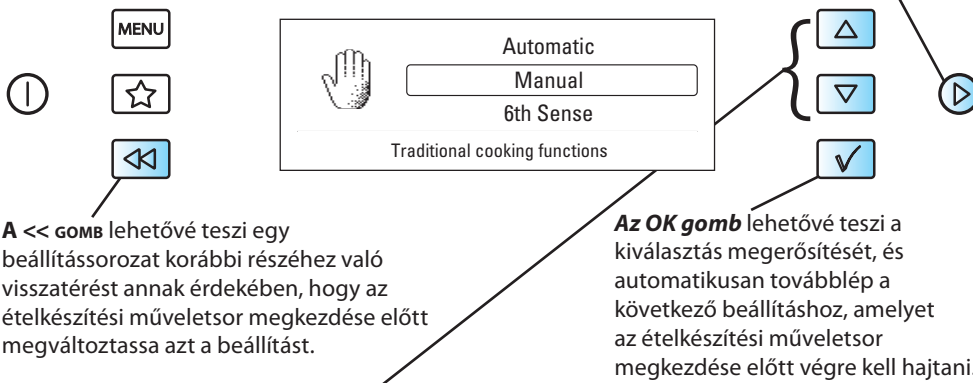 MENU
Automatic
Manual
6th Sense
Traditional cooking functions
A << GOMB lehetővé teszi egy
beállítássorozat korábbi részéhez való
visszatérést annak érdekében, hogy az
ételkészítési műveletsor megkezdése előtt
megváltoztassa azt a beállítást.
Az OK gomb lehetővé teszi a
kiválasztás megerősítését, és
automatikusan továbblép a
következő beállításhoz, amelyet
az ételkészítési műveletsor
megkezdése előtt végre kell hajtani.